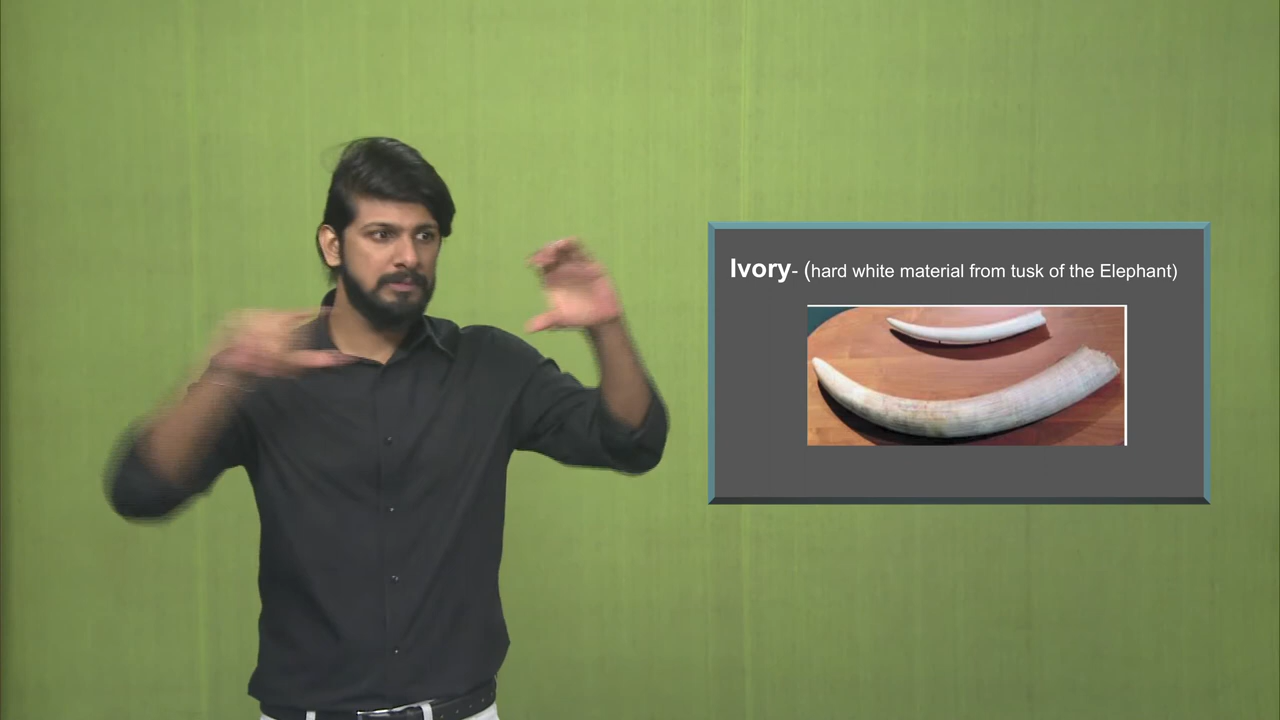 Ivory- (hard white material from tusk of the Elephant)